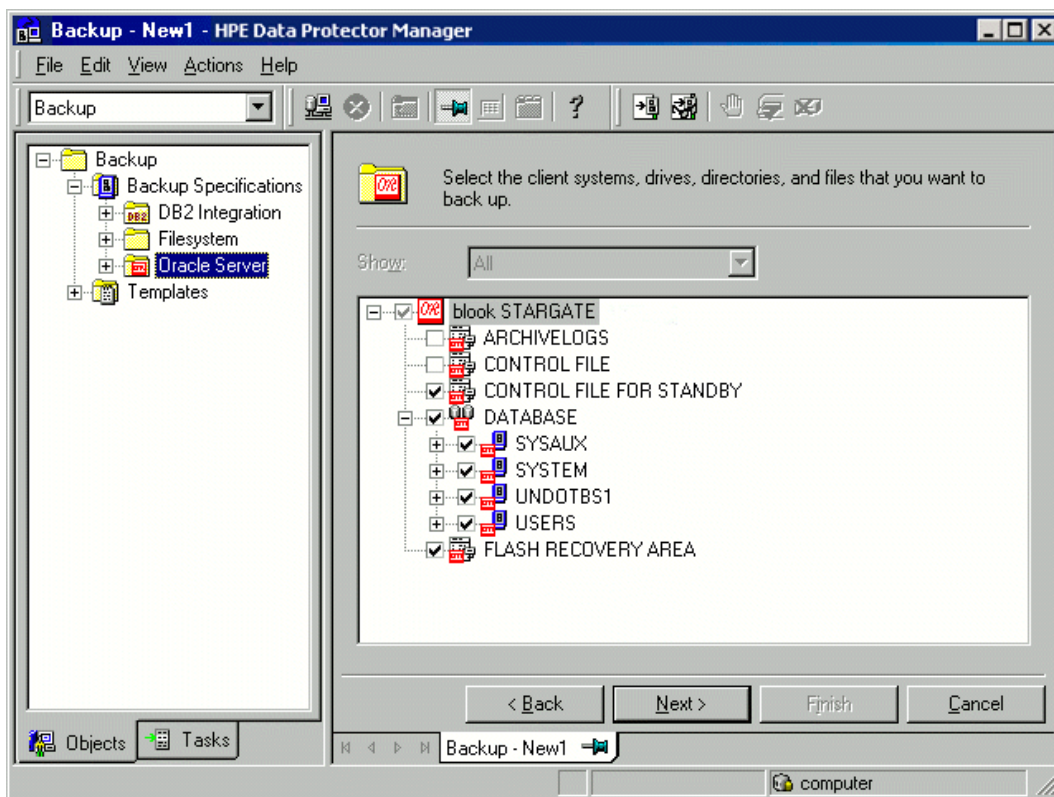 Backup - New1 - HPE Data Protector Manager
File Edit View Actions Help
Backup
?
Backup
Backup Specifications
DB2 DB2 Integration
Filesystem
Oracle Server
Templates
Select the client systems, drives, directories, and files that you want to
back up.
Show: All
blook STARGATE
ARCHIVELOGS
CONTROL FILE
CONTROL FILE FOR STANDBY
DATABASE
SYSAUX
SYSTEM
UNDOTBS1
USERS
FLASH RECOVERY AREA
< Back Next > Finish Cancel
Objects Tasks
Backup - New1
computer